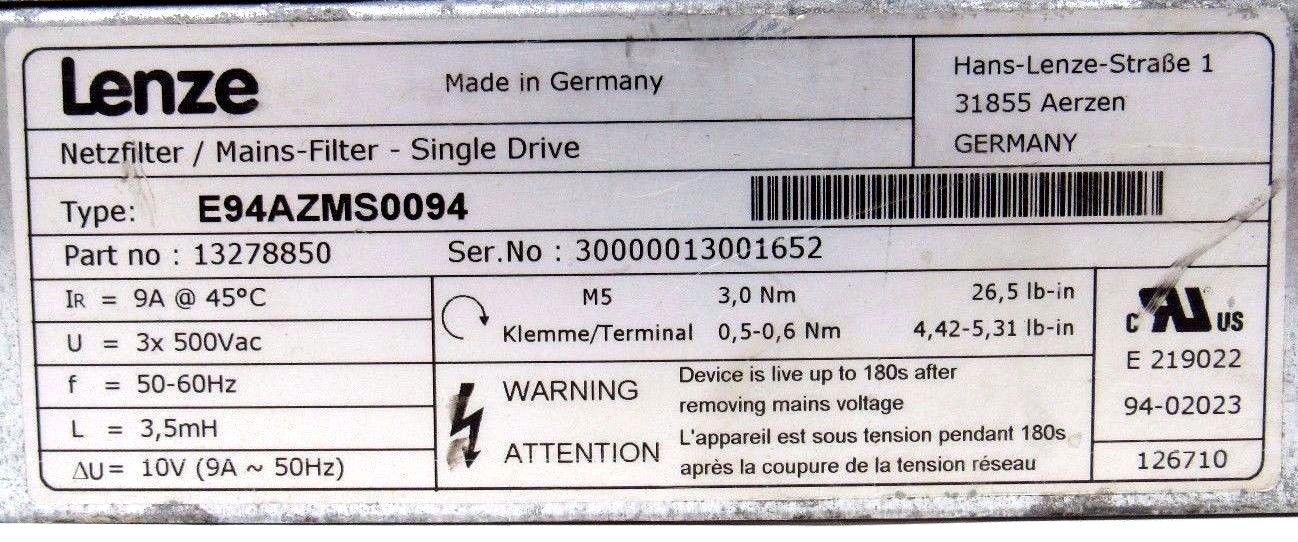 Lenze
Made in Germany
Hans-Lenze-Straße 1
31855 Aerzen
GERMANY
Netzfilter / Mains-Filter - Single Drive
Type: E94AZMS0094
Part no : 13278850 Ser.No : 30000013001652
IR = 9A @ 45°C
U = 3x 500Vac
f = 50-60Hz
L = 3,5mH
ΔU= 10V (9A ~ 50Hz)
M5 3,0 Nm 26,5 lb-in
Klemme/Terminal 0,5-0,6 Nm 4,42-5,31 lb-in
WARNING
Device is live up to 180s after
removing mains voltage
ATTENTION
L'appareil est sous tension pendant 180s
après la coupure de la tension réseau
C RU US
E 219022
94-02023
126710